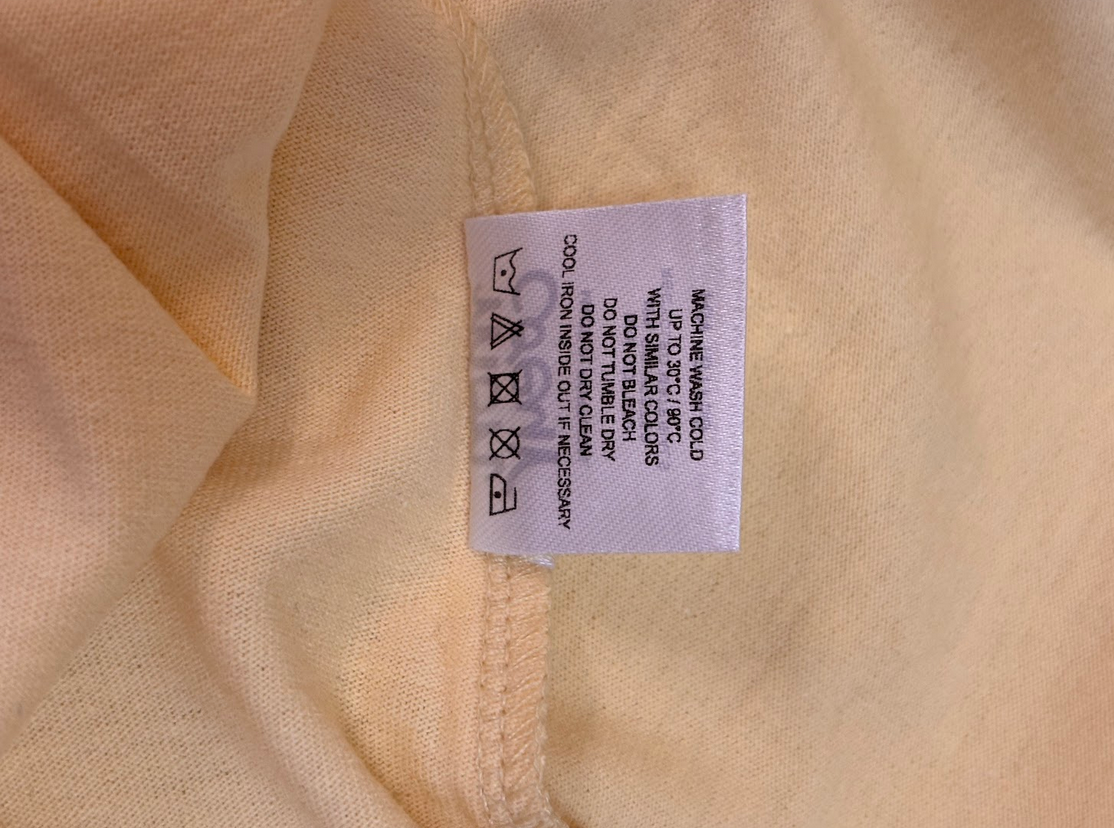 MACHINE WASH COLD
UP TO 30°C / 90°C
WITH SIMILAR COLORS
DO NOT BLEACH
DO NOT TUMBLE DRY
DO NOT DRY CLEAN
COOL IRON INSIDE OUT IF NECESSARY